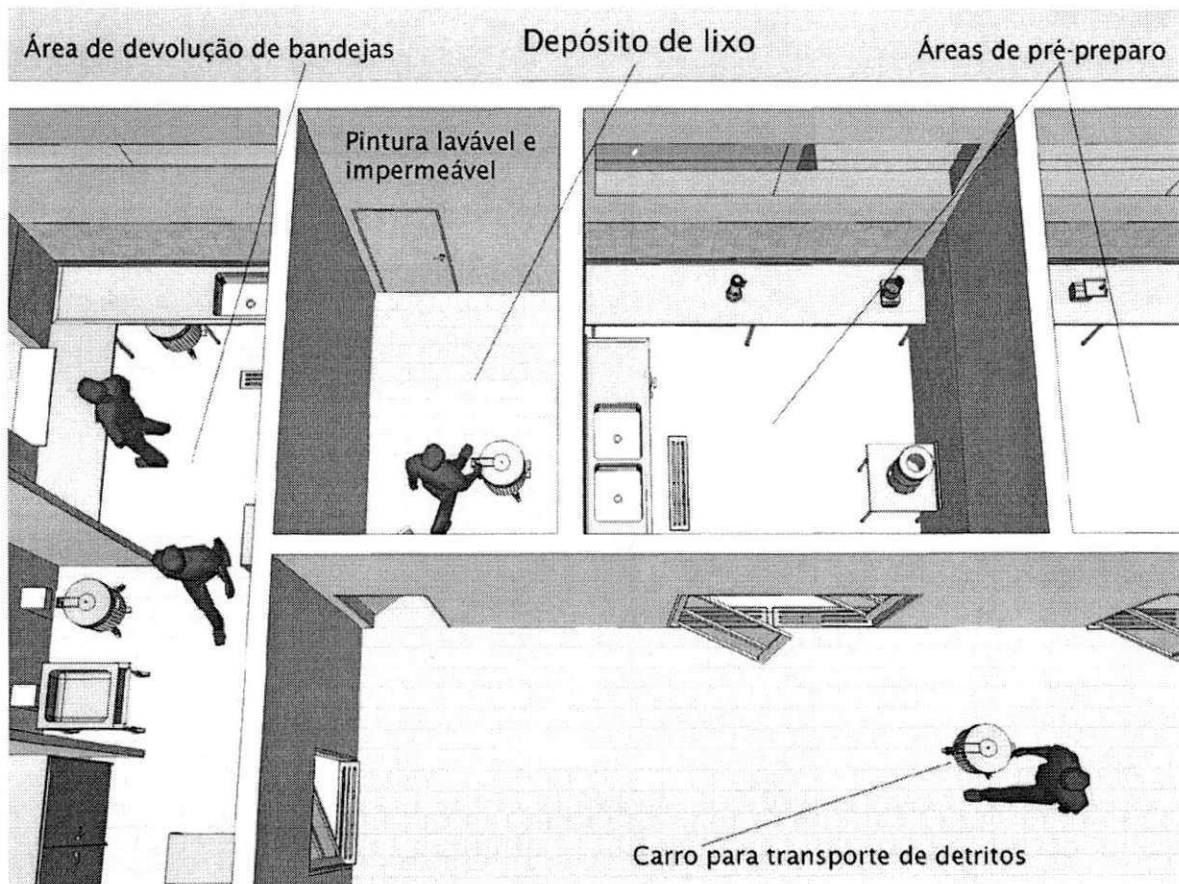 Área de devolução de bandejas
Depósito de lixo
Áreas de pré-preparo
Pintura lavável e
impermeável
Carro para transporte de detritos